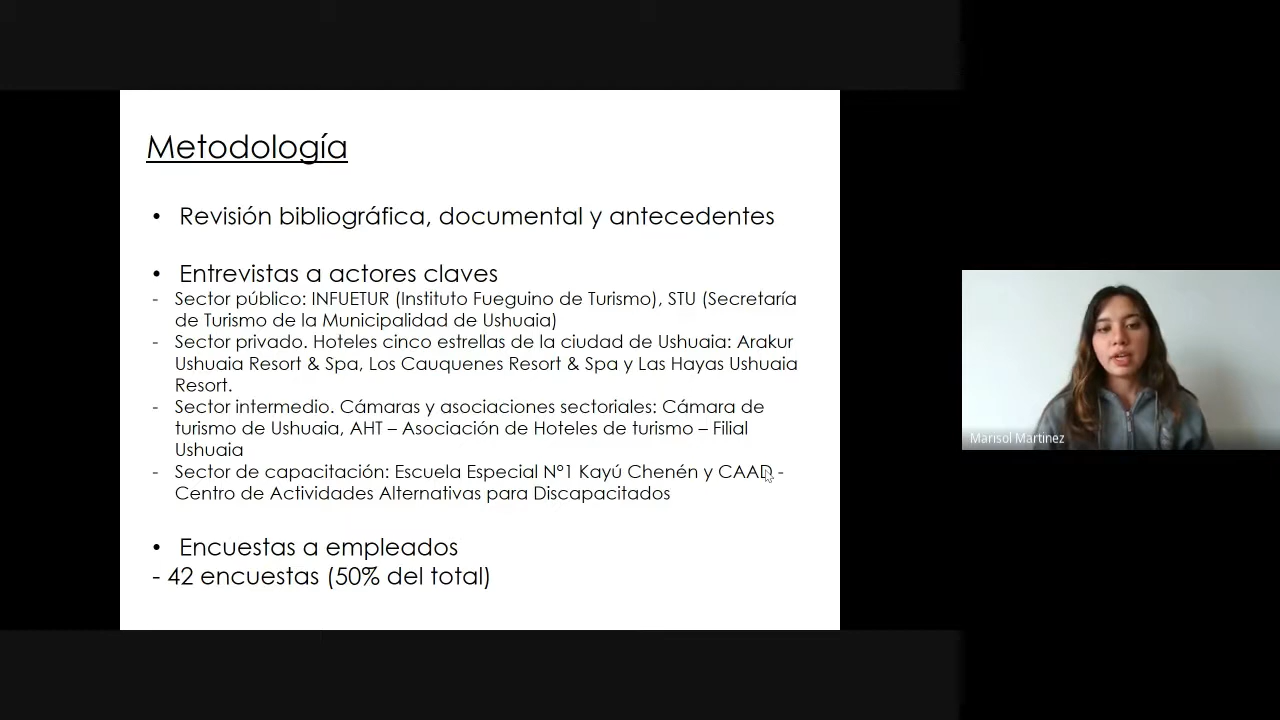 Metodología
• Revisión bibliográfica, documental y antecedentes
• Entrevistas a actores claves
- Sector público: INFUETUR (Instituto Fueguino de Turismo), STU (Secretaría
de Turismo de la Municipalidad de Ushuaia)
- Sector privado. Hoteles cinco estrellas de la ciudad de Ushuaia: Arakur
Ushuaia Resort & Spa, Los Cauquenes Resort & Spa y Las Hayas Ushuaia
Resort.
- Sector intermedio. Cámaras y asociaciones sectoriales: Cámara de
turismo de Ushuaia, AHT – Asociación de Hoteles de turismo – Filial
Ushuaia
- Sector de capacitación: Escuela Especial N°1 Kayú Chenén y CAAD -
Centro de Actividades Alternativas para Discapacitados
• Encuestas a empleados
- 42 encuestas (50% del total)
Marisol Martinez